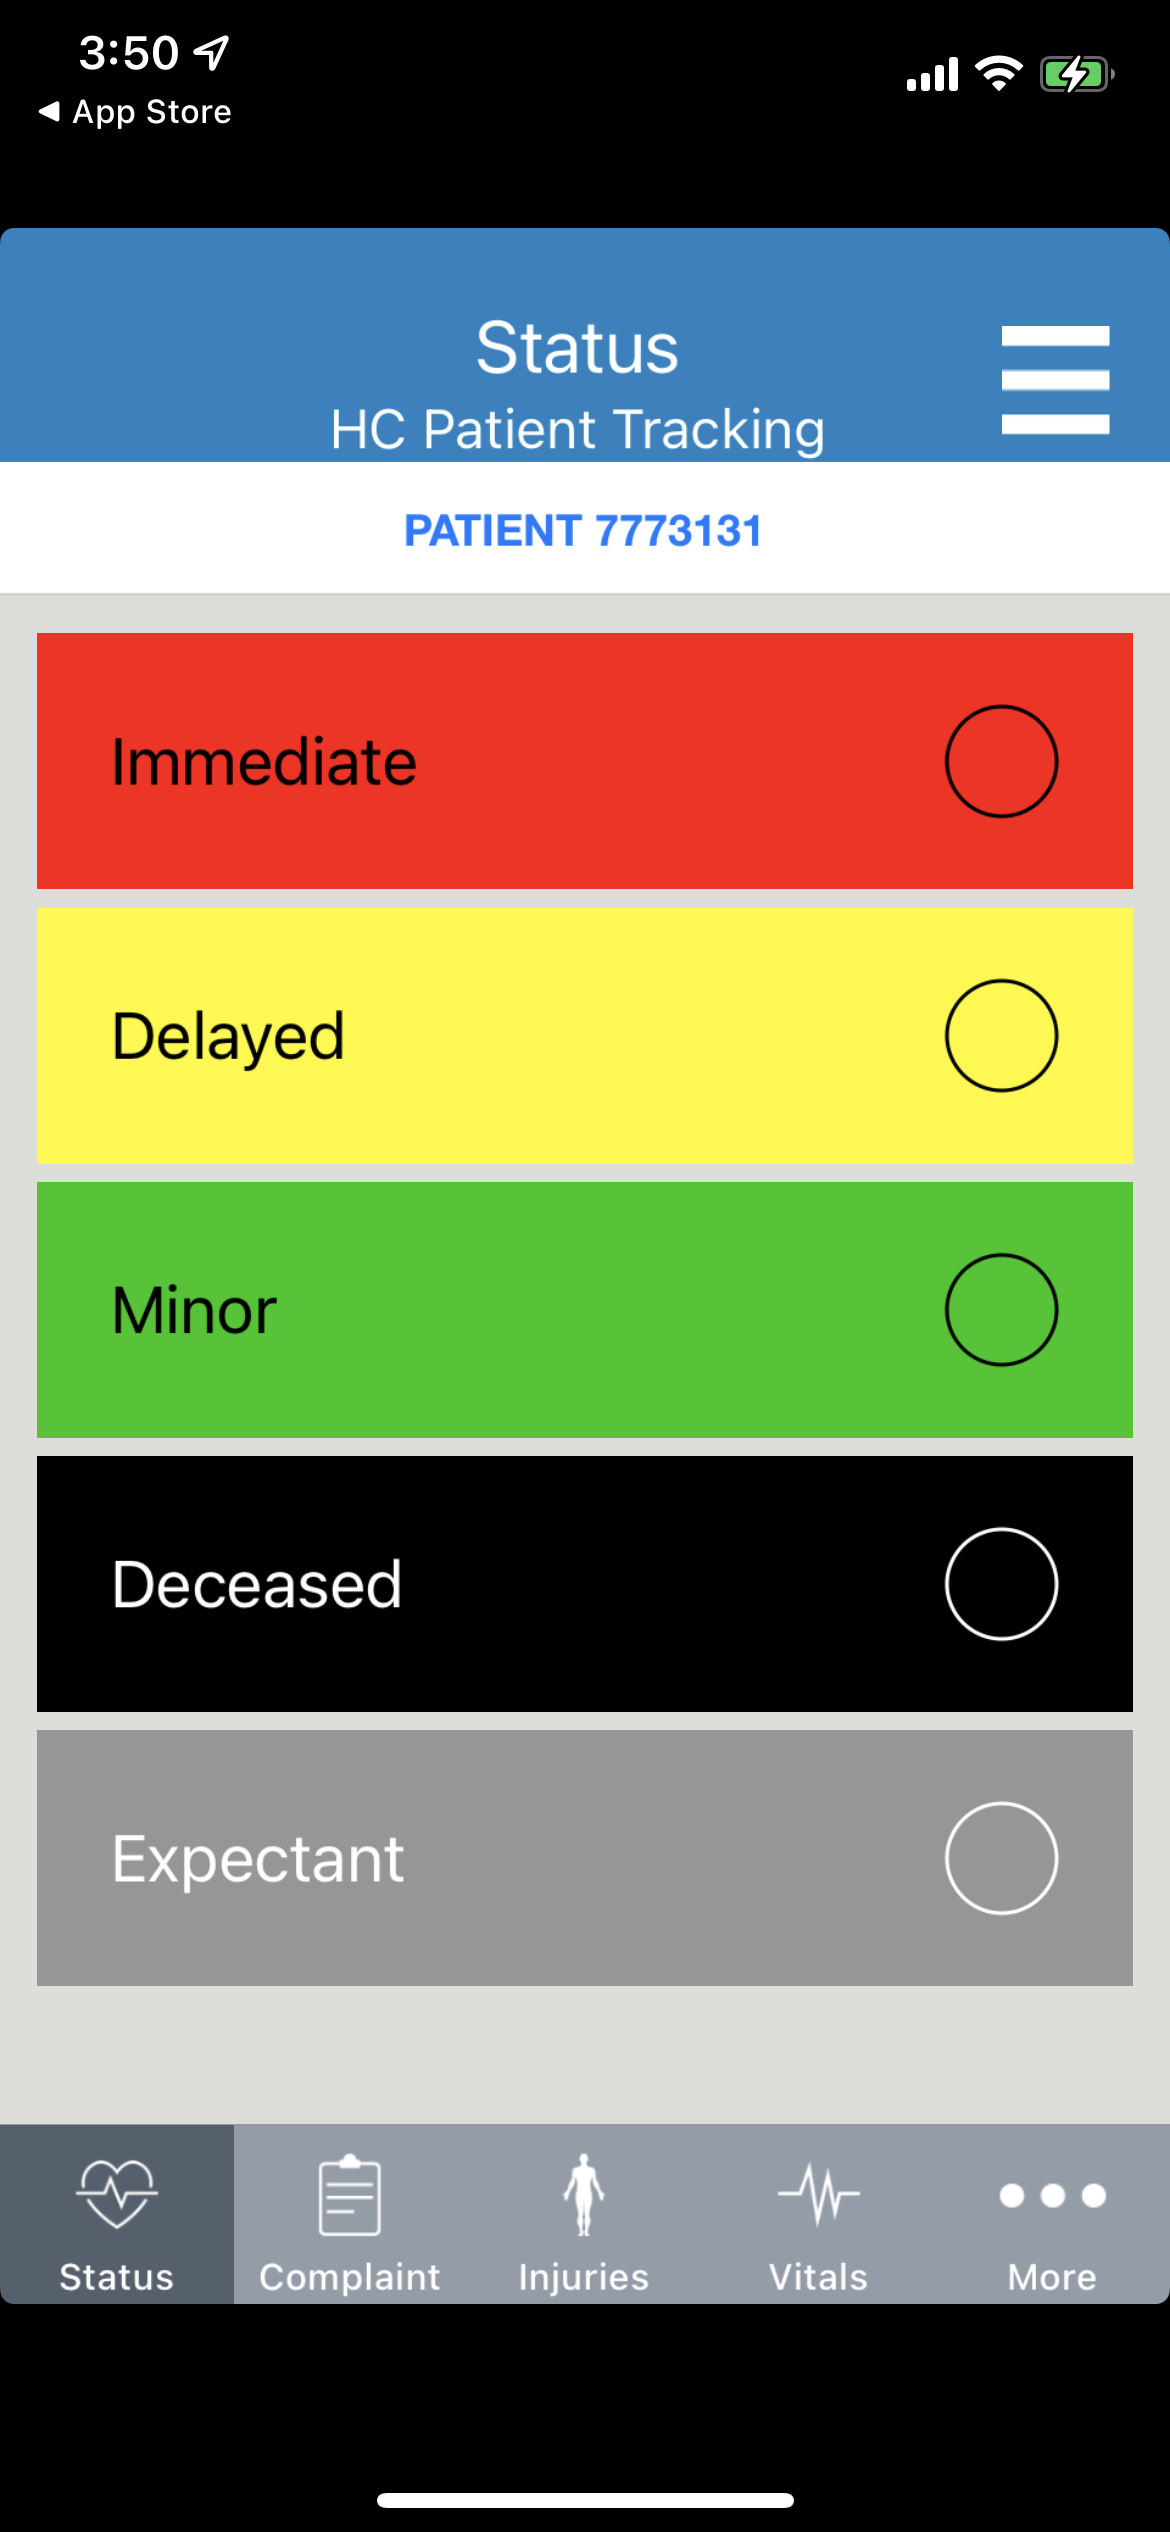 3:50
App Store
Status
HC Patient Tracking
PATIENT 7773131
Immediate
Delayed
Minor
Deceased
Expectant
Status Complaint Injuries Vitals More